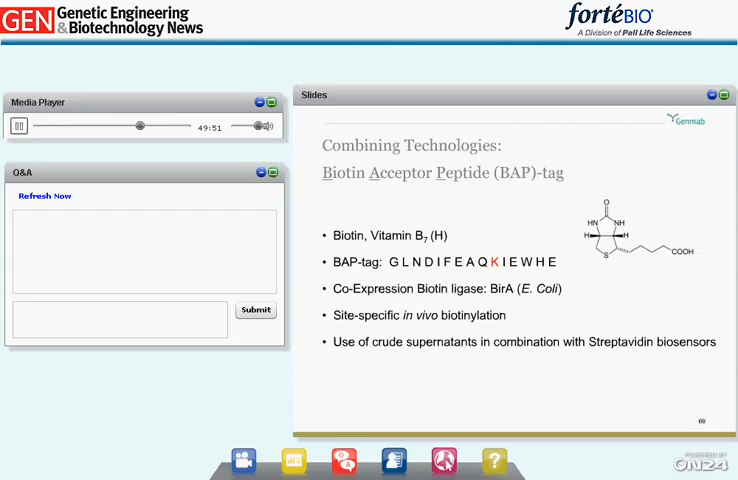 GEN Genetic Engineering
& Biotechnology News
fortéBIO
A Division of Pall Life Sciences
Media Player
49:51
Q&A
Refresh Now
Submit
Slides
Genmab
Combining Technologies:
Biotin Acceptor Peptide (BAP)-tag
• Biotin, Vitamin B7 (H)
• BAP-tag: G L N D I F E A Q K I E W H E
• Co-Expression Biotin ligase: BirA (E. Coli)
• Site-specific in vivo biotinylation
• Use of crude supernatants in combination with Streptavidin biosensors
O
HN NH
H H
S COOH
69
Q
A
?
POWERED BY
ON24